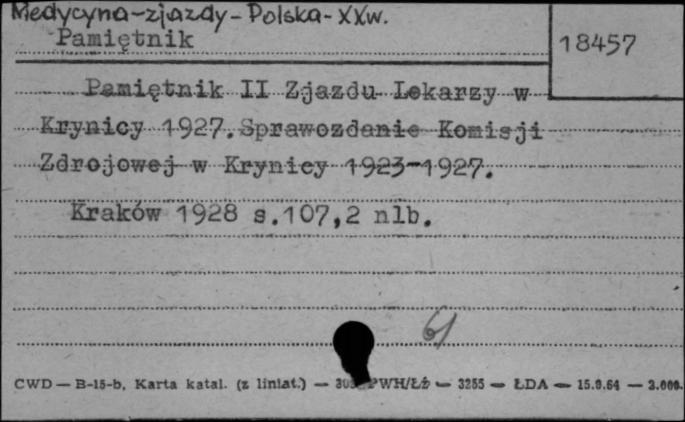 Medycyna-zjazdy-Polska-XXw.
Pamiętnik
18457
Pamiętnik II Zjazdu Lekarzy w
Krynicy 1927. Sprawozdanie Komisji
Zdrojowej w Krynicy 1923-1927.
Kraków 1928 s.107,2 nlb.
61
CWD — B-15-b, Karta katal. (z liniat.) — PWH/Łż — 3255 — ŁDA — 15.9.64 — 3.000.